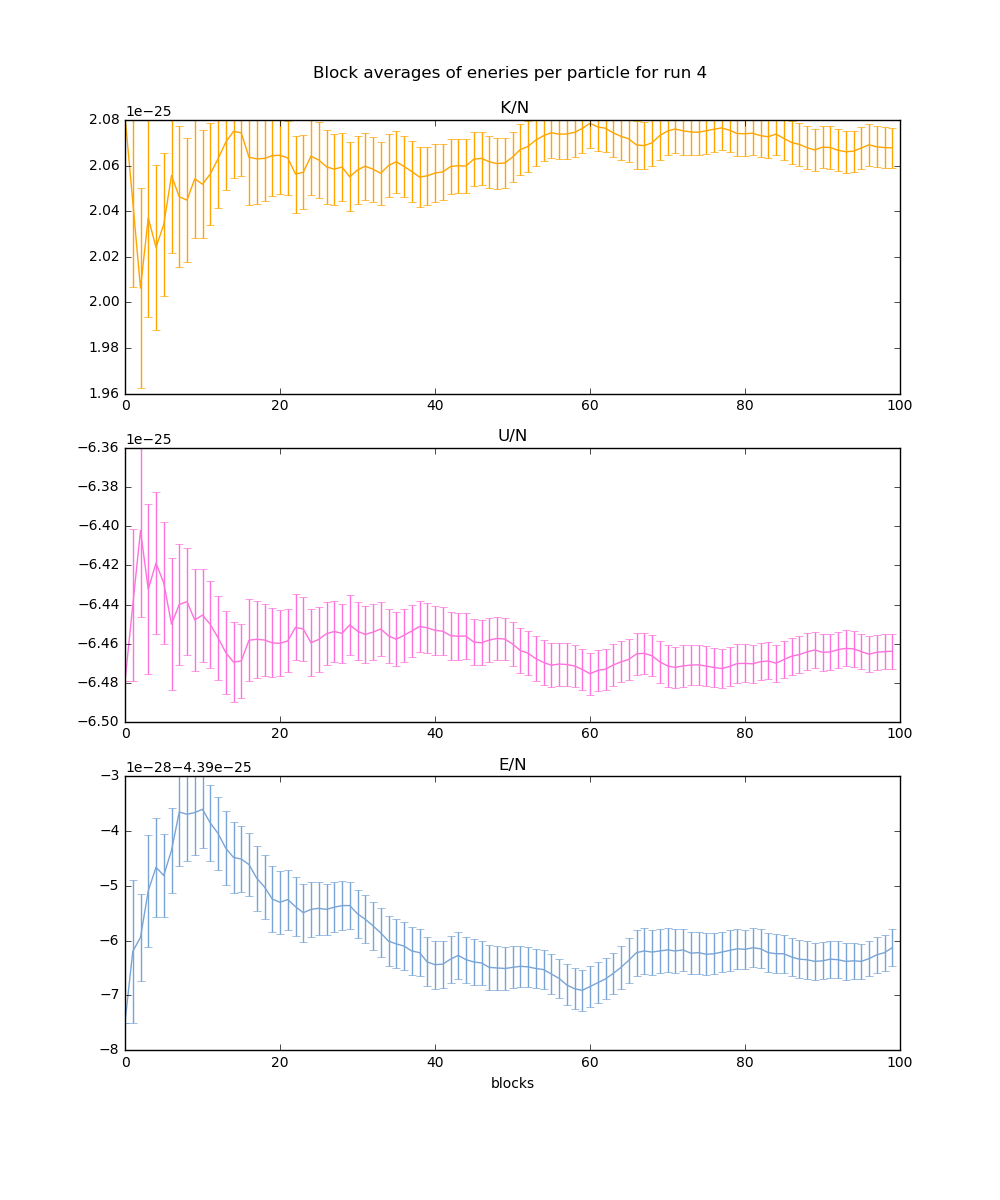 Block averages of eneries per particle for run 4
K/N
1e−25
2.08
2.06
2.04
2.02
2.00
1.98
1.96
0 20 40 60 80 100
U/N
1e−25
−6.36
−6.38
−6.40
−6.42
−6.44
−6.46
−6.48
−6.50
0 20 40 60 80 100
E/N
1e−28−4.39e−25
−3
−4
−5
−6
−7
−8
0 20 40 60 80 100
blocks